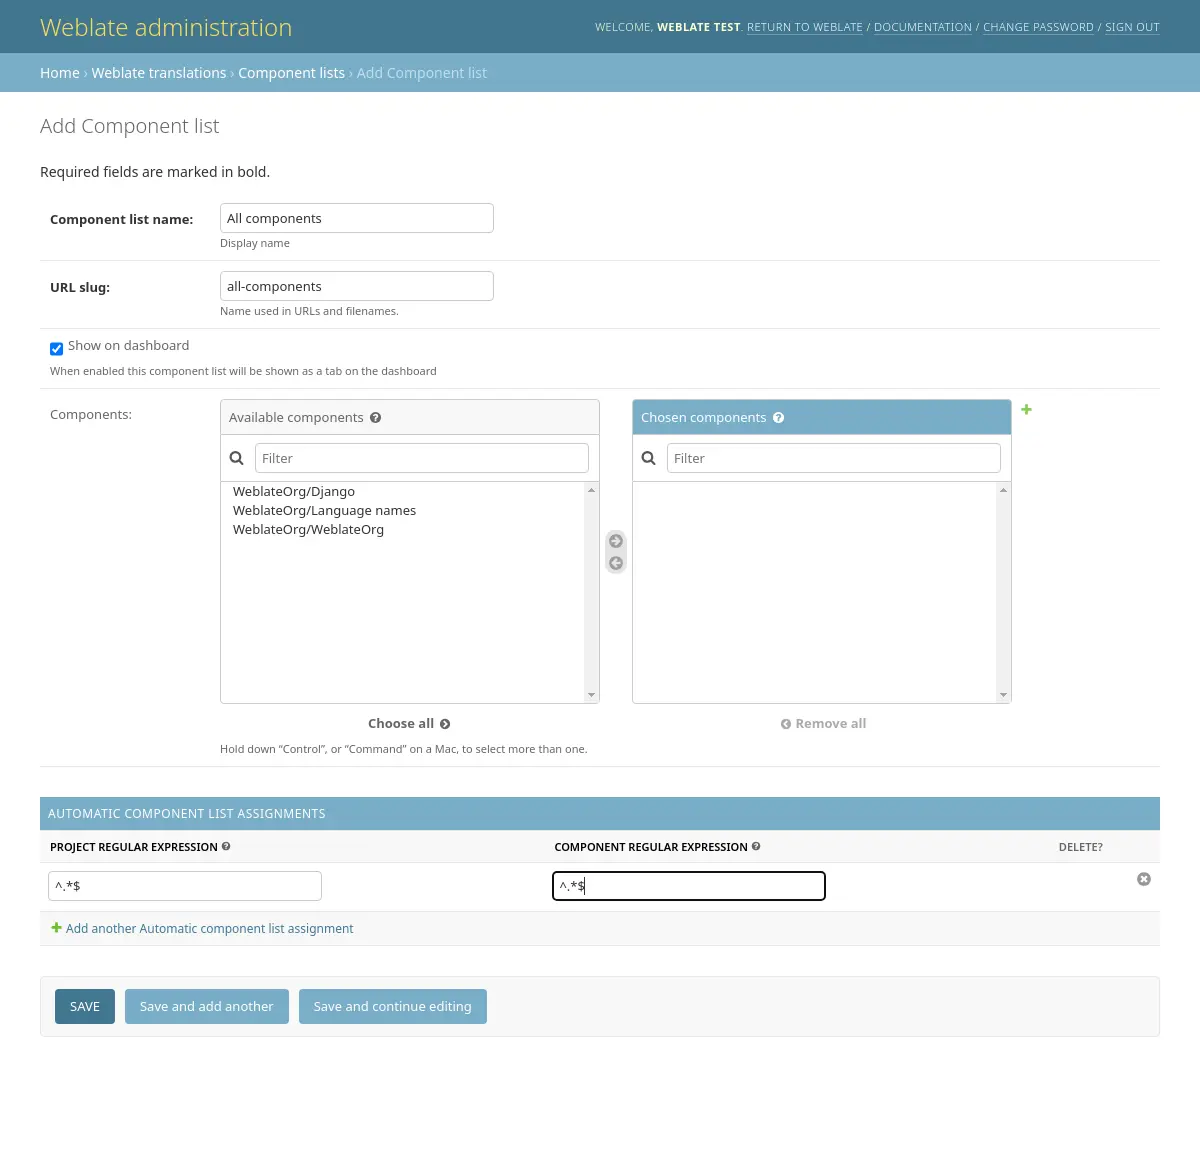 Weblate administration
WELCOME, WEBLATE TEST. RETURN TO WEBLATE / DOCUMENTATION / CHANGE PASSWORD / SIGN OUT
Home › Weblate translations › Component lists › Add Component list
Add Component list
Required fields are marked in bold.
Component list name: All components
Display name
URL slug: all-components
Name used in URLs and filenames.
Show on dashboard
When enabled this component list will be shown as a tab on the dashboard
Components: Available components Chosen components
Filter Filter
WeblateOrg/Django
WeblateOrg/Language names
WeblateOrg/WeblateOrg
Choose all Remove all
Hold down “Control”, or “Command” on a Mac, to select more than one.
AUTOMATIC COMPONENT LIST ASSIGNMENTS
PROJECT REGULAR EXPRESSION COMPONENT REGULAR EXPRESSION DELETE?
^.*$ ^.*$
Add another Automatic component list assignment
SAVE Save and add another Save and continue editing